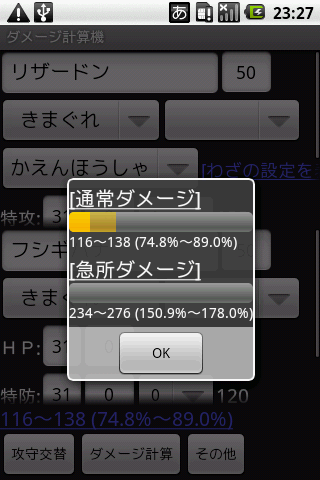 23:27
ダメージ計算機
リザードン 50
きまぐれ
かえんほうしゃ [わざの設定を
[通常ダメージ]
特攻: 31
116～138 (74.8%～89.0%)
フシギ
[急所ダメージ]
きま
234～276 (150.9%～178.0%)
HP: 31 0
OK
特防: 31 0 0 120
116～138 (74.8%～89.0%)
攻守交替 ダメージ計算 その他